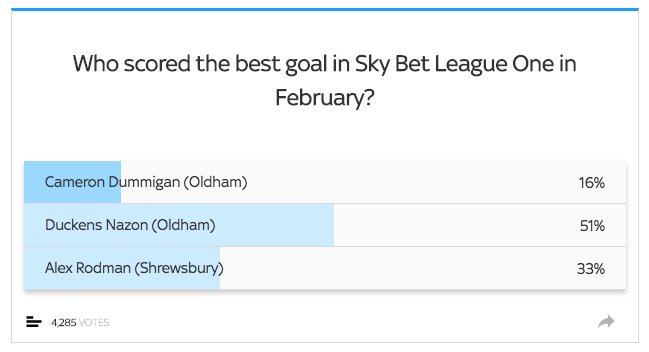 Who scored the best goal in Sky Bet League One in
February?
Cameron Dummigan (Oldham) 16%
Duckens Nazon (Oldham) 51%
Alex Rodman (Shrewsbury) 33%
4,285 VOTES